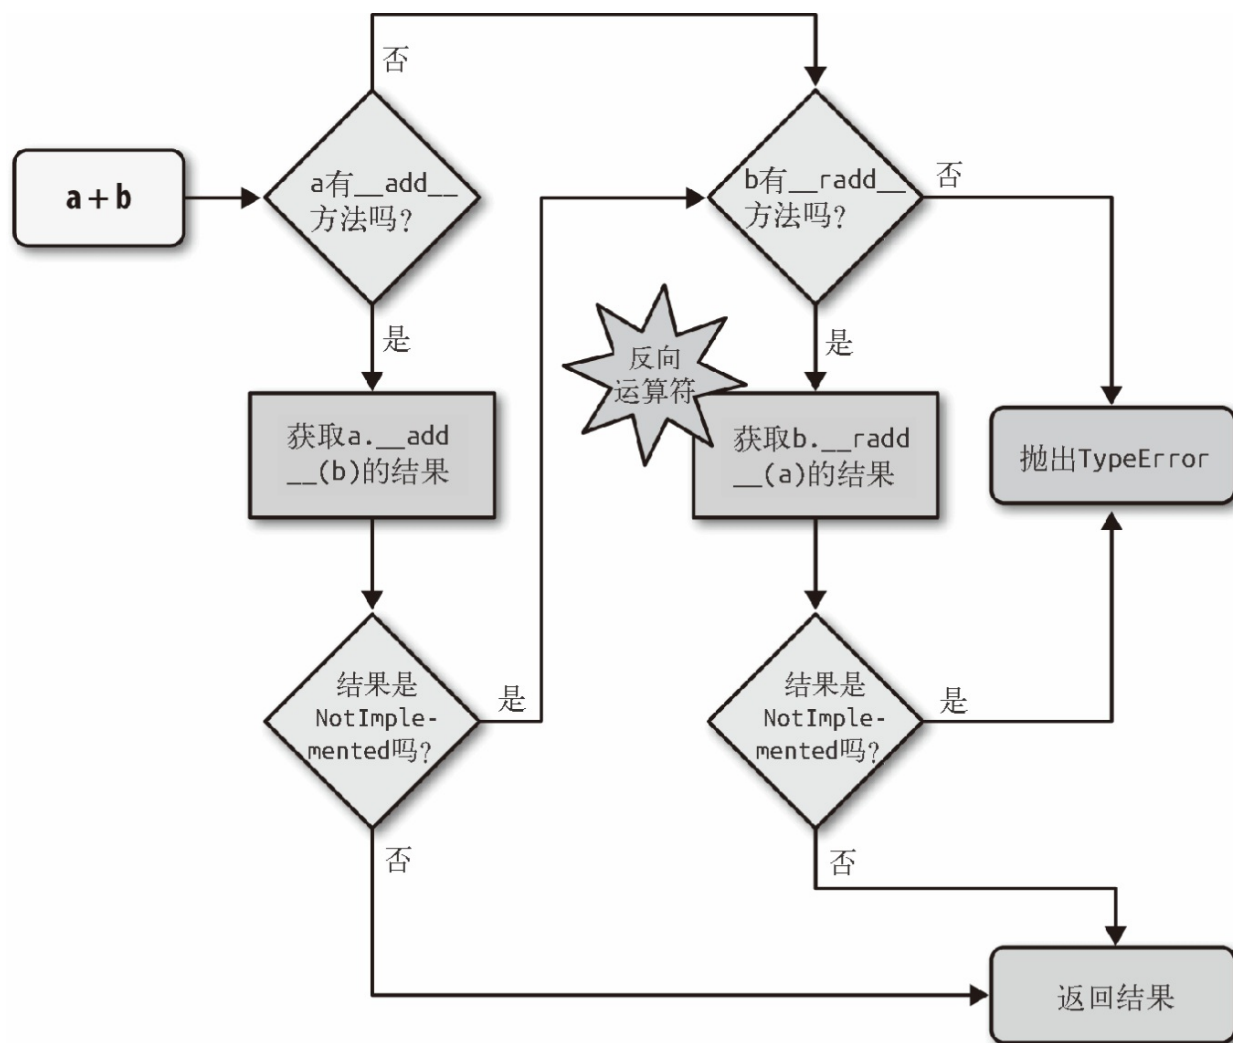 否
a+b
a有__add__
方法吗？
b有__radd__
方法吗？
否
是
反向
运算符
是
获取a.__add
__(b)的结果
获取b.__radd
__(a)的结果
抛出TypeError
结果是
NotImple-
mented吗？
是
结果是
NotImple-
mented吗？
是
否
否
返回结果